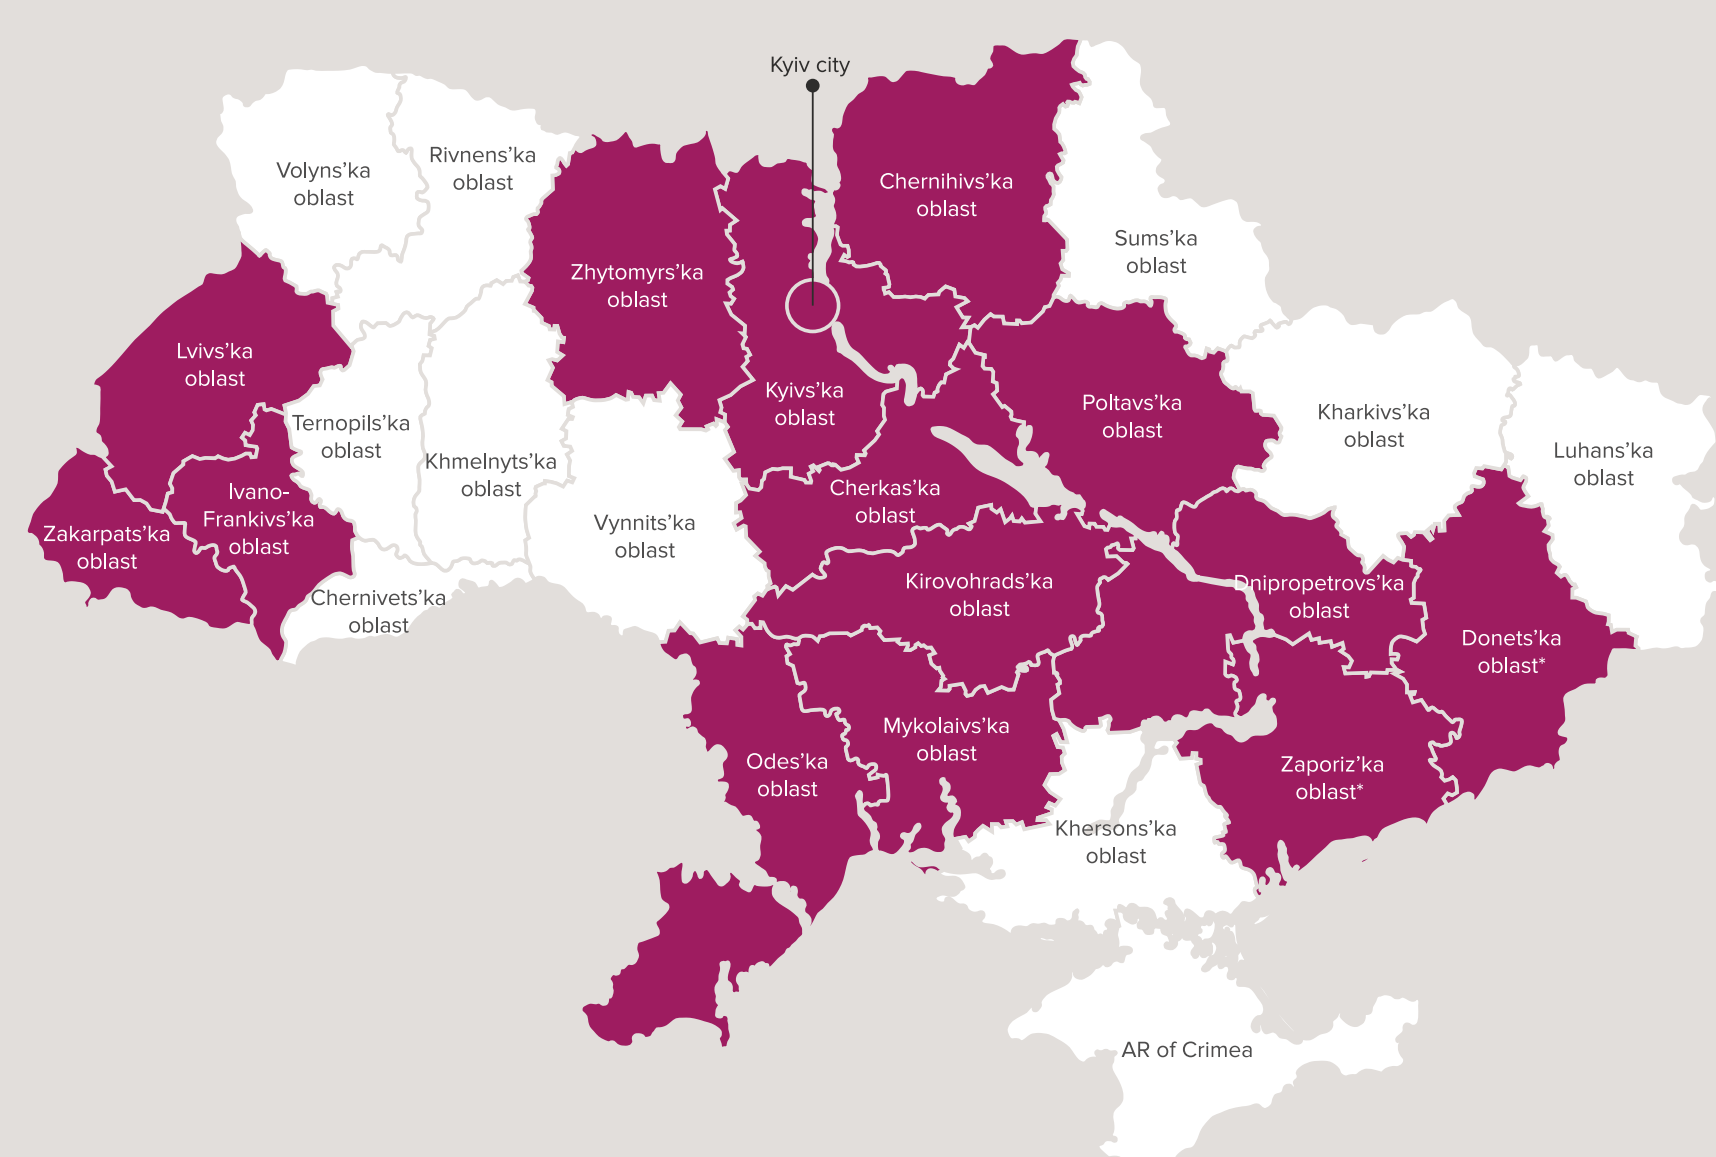 Kyiv city
Volyns'ka
oblast
Rivnens'ka
oblast
Chernihivs'ka
oblast
Sums'ka
oblast
Zhytomyrs'ka
oblast
Lvivs'ka
oblast
Ternopils'ka
oblast
Khmelnyts'ka
oblast
Kyivs'ka
oblast
Poltavs'ka
oblast
Kharkivs'ka
oblast
Luhans'ka
oblast
Ivano-
Frankivs'ka
oblast
Zakarpats'ka
oblast
Vynnits'ka
oblast
Cherkas'ka
oblast
Chernivets'ka
oblast
Kirovohrads'ka
oblast
Dnipropetrovs'ka
oblast
Donets'ka
oblast*
Odes'ka
oblast
Mykolaivs'ka
oblast
Zaporiz'ka
oblast*
Khersons'ka
oblast
AR of Crimea